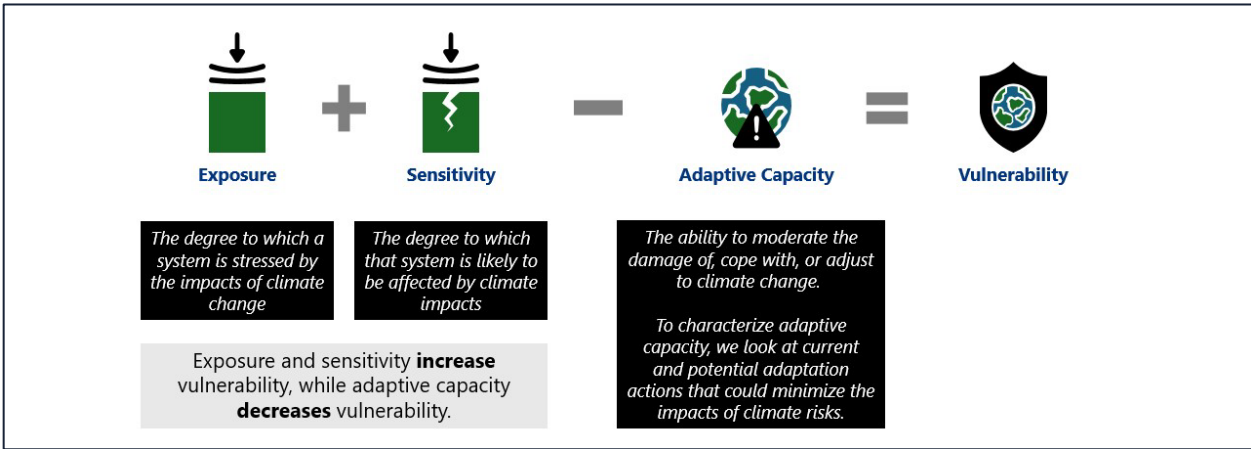 Exposure
Sensitivity
Adaptive Capacity
Vulnerability
The degree to which a
system is stressed by
the impacts of climate
change
The degree to which
that system is likely to
be affected by climate
impacts
The ability to moderate the
damage of, cope with, or adjust
to climate change.
To characterize adaptive
capacity, we look at current
and potential adaptation
actions that could minimize the
impacts of climate risks.
Exposure and sensitivity increase
vulnerability, while adaptive capacity
decreases vulnerability.